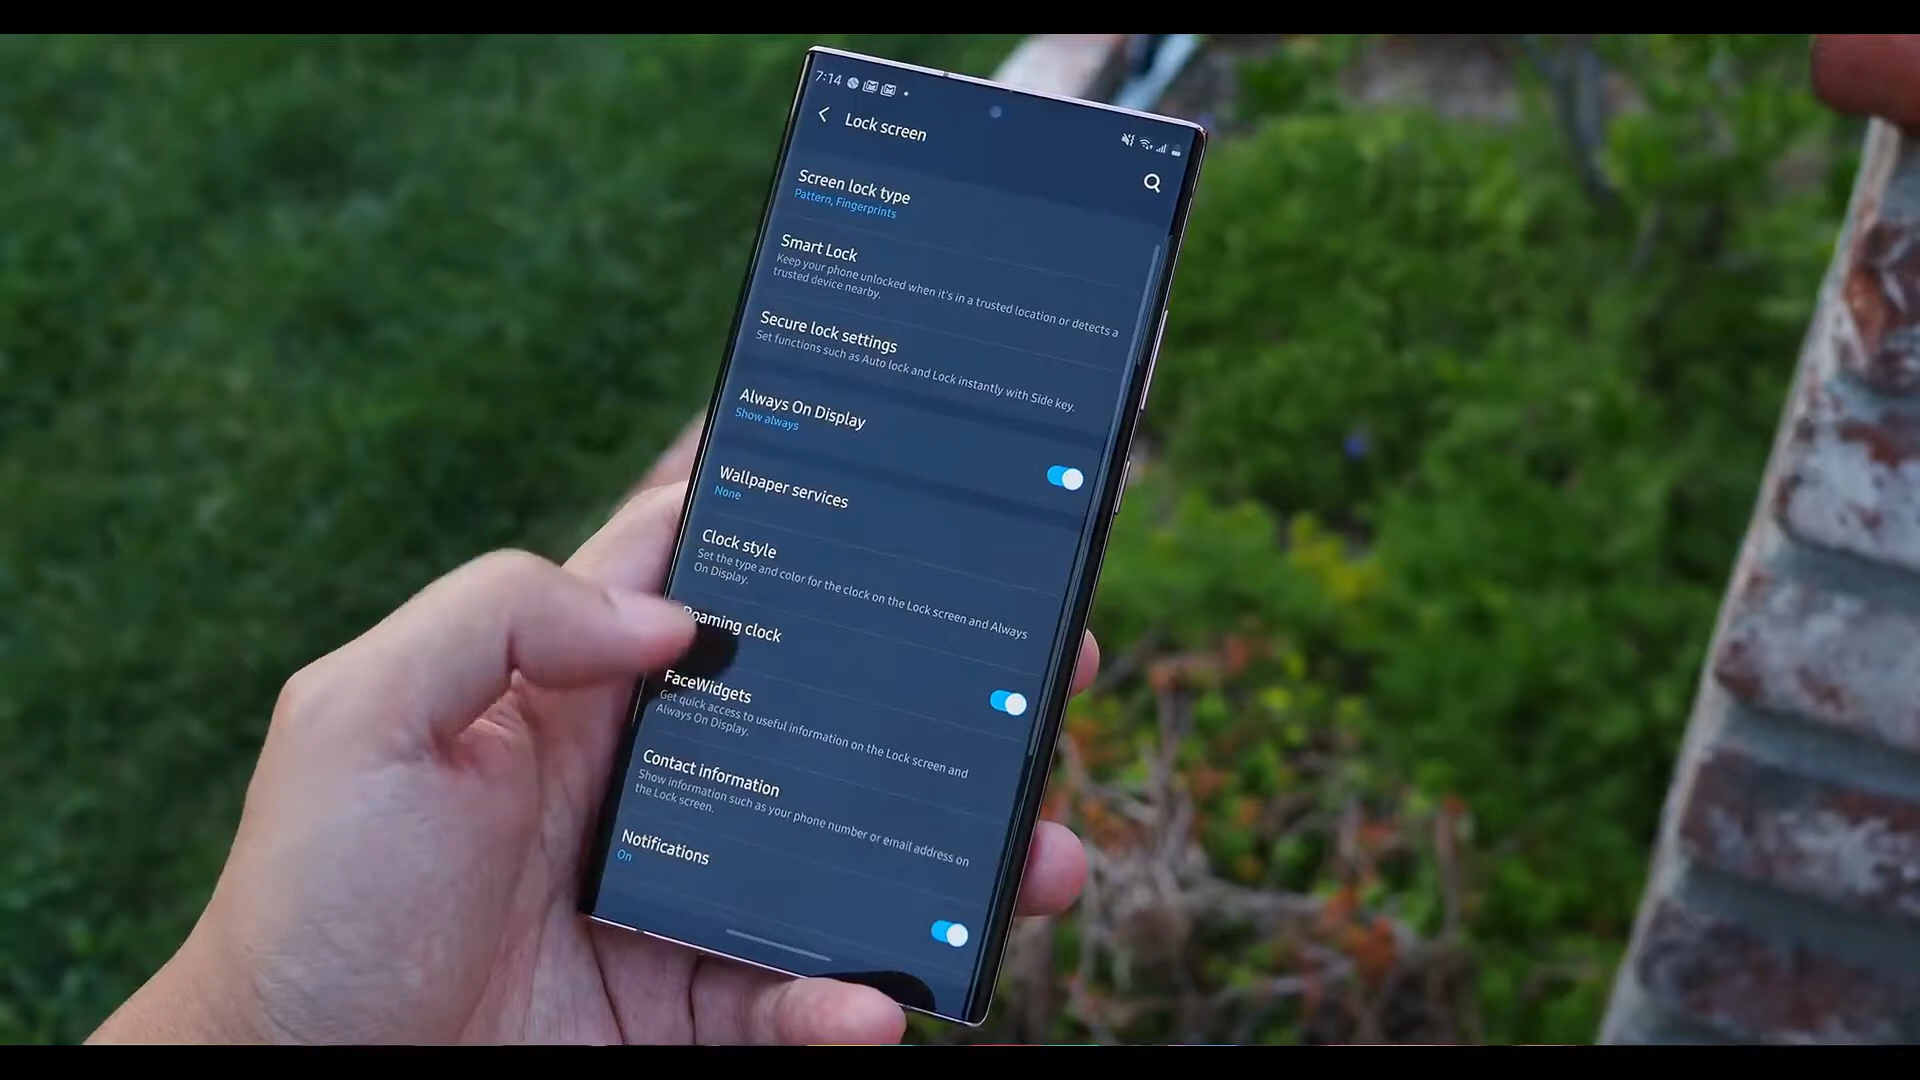 7:14
Lock screen
Screen lock type
Pattern, Fingerprints
Smart Lock
Keep your phone unlocked when it's in a trusted location or detects a
trusted device nearby.
Secure lock settings
Set functions such as Auto lock and Lock instantly with Side key.
Always On Display
Show always
Wallpaper services
None
Clock style
Set the type and color for the clock on the Lock screen and Always
On Display.
Roaming clock
FaceWidgets
Get quick access to useful information on the Lock screen and
Always On Display.
Contact information
Show information such as your phone number or email address on
the Lock screen.
Notifications
On